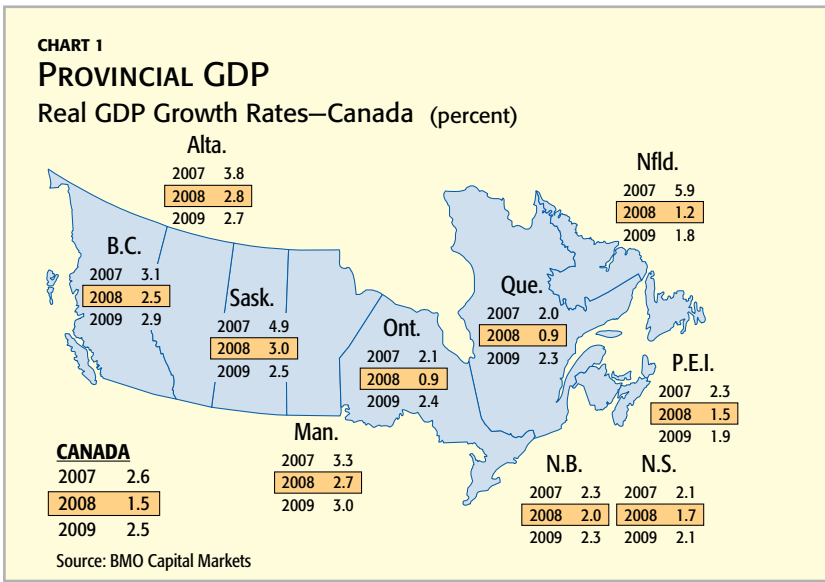 CHART 1
PROVINCIAL GDP
Real GDP Growth Rates—Canada (percent)
Alta.
2007 3.8
2008 2.8
2009 2.7
Nfld.
2007 5.9
2008 1.2
2009 1.8
B.C.
2007 3.1
2008 2.5
2009 2.9
Sask.
2007 4.9
2008 3.0
2009 2.5
Que.
2007 2.0
2008 0.9
2009 2.3
Ont.
2007 2.1
2008 0.9
2009 2.4
P.E.I.
2007 2.3
2008 1.5
2009 1.9
Man.
2007 3.3
2008 2.7
2009 3.0
CANADA
2007 2.6
2008 1.5
2009 2.5
N.B.
2007 2.3
2008 2.0
2009 2.3
N.S.
2007 2.1
2008 1.7
2009 2.1
Source: BMO Capital Markets